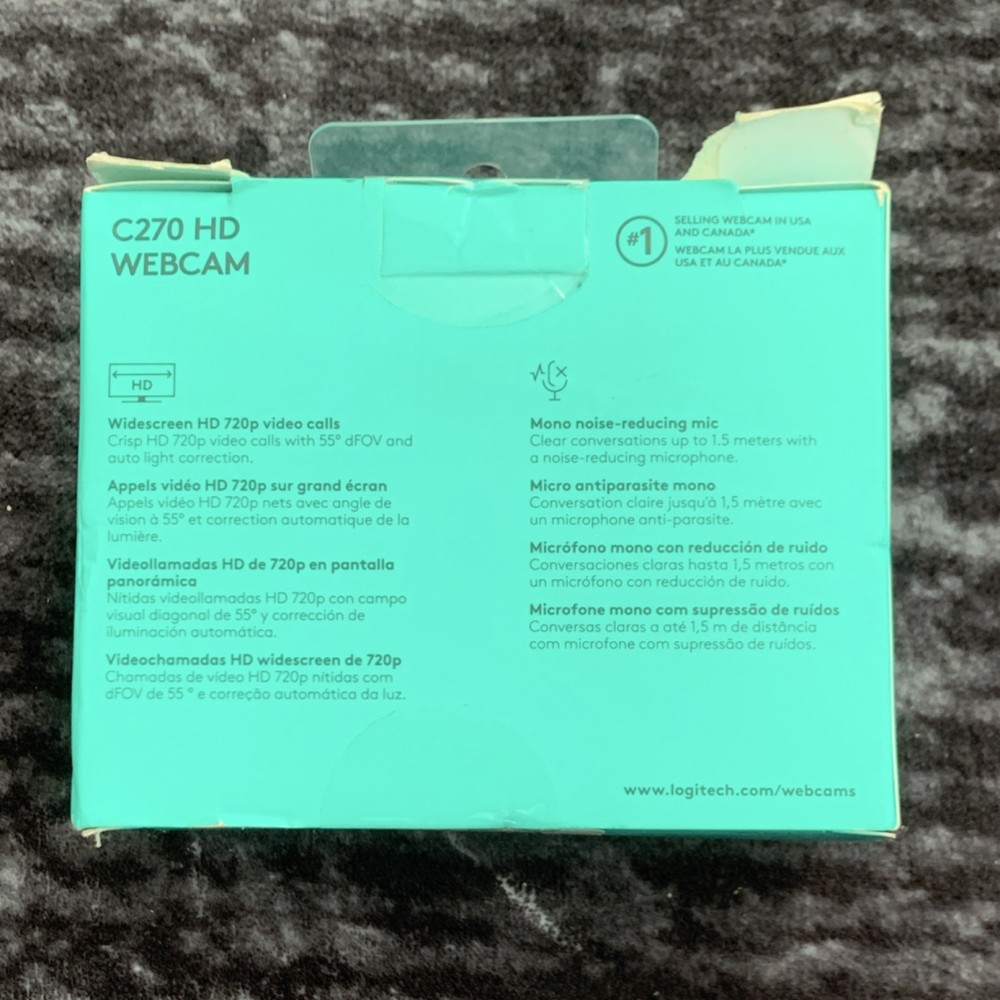 C270 HD
WEBCAM
#1
SELLING WEBCAM IN USA
AND CANADA*
WEBCAM LA PLUS VENDUE AUX
USA ET AU CANADA*
HD
Widescreen HD 720p video calls
Crisp HD 720p video calls with 55° dFOV and
auto light correction.
Appels vidéo HD 720p sur grand écran
Appels vidéo HD 720p nets avec angle de
vision à 55° et correction automatique de la
lumière.
Videollamadas HD de 720p en pantalla
panorámica
Nítidas videollamadas HD 720p con campo
visual diagonal de 55° y corrección de
iluminación automática.
Videochamadas HD widescreen de 720p
Chamadas de vídeo HD 720p nítidas com
dFOV de 55 ° e correção automática da luz.
Mono noise-reducing mic
Clear conversations up to 1.5 meters with
a noise-reducing microphone.
Micro antiparasite mono
Conversation claire jusqu'à 1,5 mètre avec
un microphone anti-parasite.
Micrófono mono con reducción de ruido
Conversaciones claras hasta 1,5 metros con
un micrófono con reducción de ruido.
Microfone mono com supressão de ruídos
Conversas claras a até 1,5 m de distância
com microfone com supressão de ruídos.
www.logitech.com/webcams